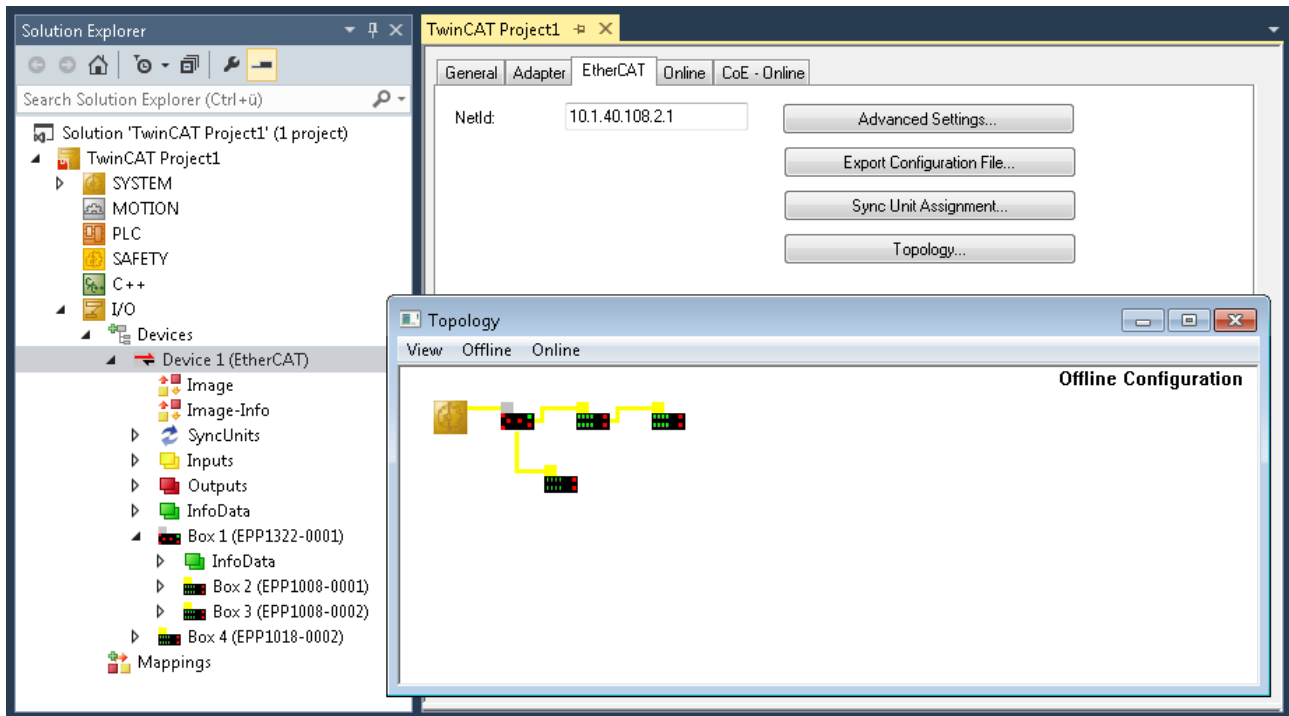 Solution Explorer
Search Solution Explorer (Ctrl+ü)
Solution 'TwinCAT Project1' (1 project)
TwinCAT Project1
SYSTEM
MOTION
PLC
SAFETY
C++
I/O
Devices
Device 1 (EtherCAT)
Image
Image-Info
SyncUnits
Inputs
Outputs
InfoData
Box 1 (EPP1322-0001)
InfoData
Box 2 (EPP1008-0001)
Box 3 (EPP1008-0002)
Box 4 (EPP1018-0002)
Mappings
TwinCAT Project1
General Adapter EtherCAT Online CoE - Online
NetId: 10.1.40.108.2.1
Advanced Settings...
Export Configuration File...
Sync Unit Assignment...
Topology...
Topology
View Offline Online
Offline Configuration